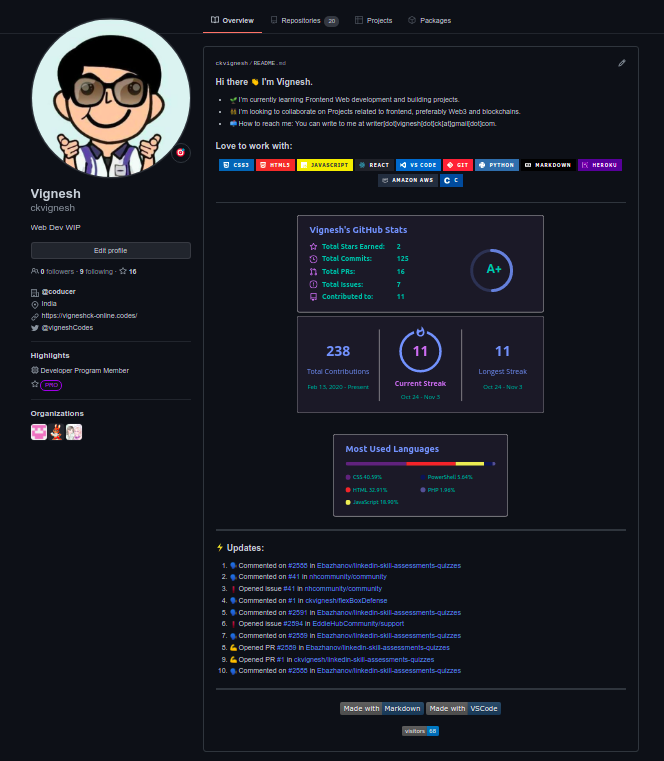 Overview Repositories 20 Projects Packages
ckvignesh/README.md
Hi there 👋 I'm Vignesh.
🌱 I'm currently learning Frontend Web development and building projects.
👯 I'm looking to collaborate on Projects related to frontend, preferably Web3 and blockchains.
📫 How to reach me: You can write to me at writer[dot]vignesh[dot]ck[at]gmail[dot]com.
Love to work with:
CSS3 HTML5 JAVASCRIPT REACT VS CODE GIT PYTHON MARKDOWN HEROKU
AMAZON AWS C
Vignesh
ckvignesh
Web Dev WIP
Edit profile
0 followers · 9 following · 16
@coducer
India
https://vigneshck-online.codes/
@vigneshCodes
Highlights
Developer Program Member
PRO
Organizations
Vignesh's GitHub Stats
Total Stars Earned: 2
Total Commits: 125
Total PRs: 16
Total Issues: 7
Contributed to: 11
A+
238
Total Contributions
Feb 15, 2020 - Present
11
Current Streak
Oct 24 - Nov 3
11
Longest Streak
Oct 24 - Nov 3
Most Used Languages
CSS 40.59% PowerShell 5.64%
HTML 32.91% PHP 1.96%
JavaScript 18.90%
⚡ Updates:
1. 🗣 Commented on #2566 in Ebazhanov/linkedin-skill-assessments-quizzes
2. 🗣 Commented on #41 in nhcommunity/community
3. ❗ Opened issue #41 in nhcommunity/community
4. 🗣 Commented on #1 in ckvignesh/flexBoxDefense
5. 🗣 Commented on #2591 in Ebazhanov/linkedin-skill-assessments-quizzes
6. ❗ Opened issue #2894 in EddieHubCommunity/support
7. 🗣 Commented on #2569 in Ebazhanov/linkedin-skill-assessments-quizzes
8. 💪 Opened PR #2569 in Ebazhanov/linkedin-skill-assessments-quizzes
9. 💪 Opened PR #1 in ckvignesh/linkedin-skill-assessments-quizzes
10. 🗣 Commented on #2566 in Ebazhanov/linkedin-skill-assessments-quizzes
Made with Markdown Made with VSCode
visitors 68